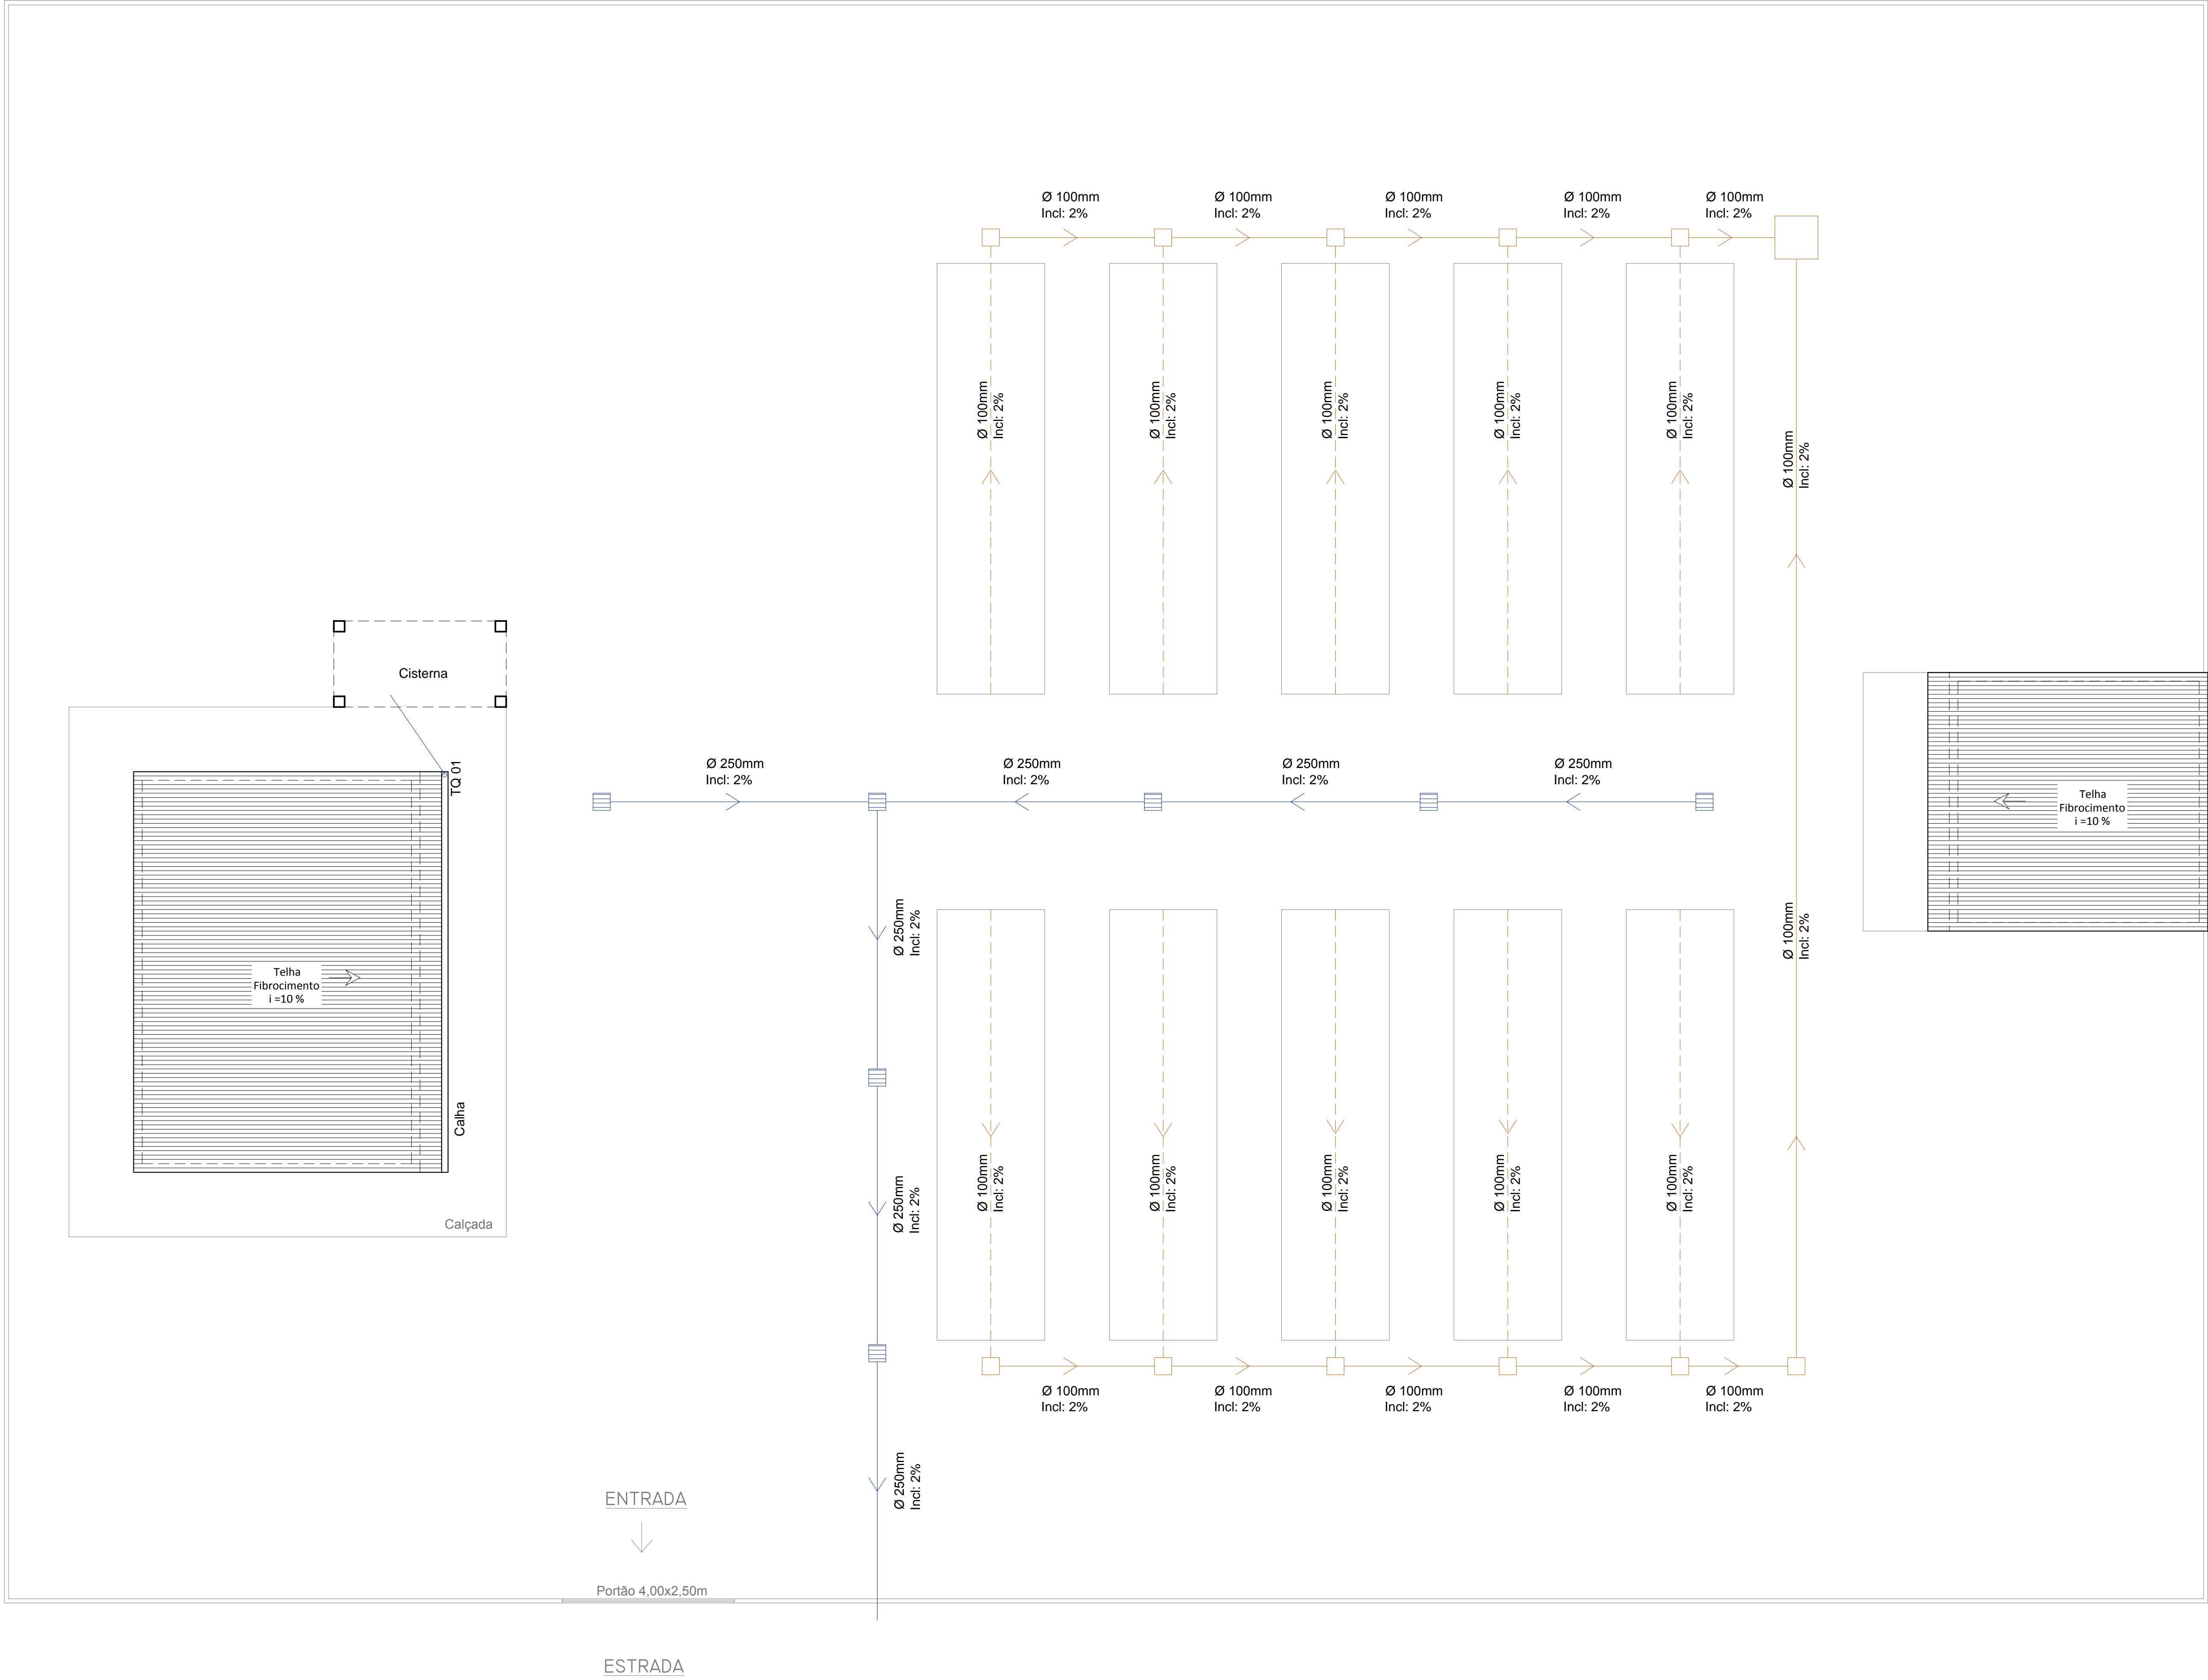 Ø 100mm
Incl: 2%
Ø 100mm
Incl: 2%
Ø 100mm
Incl: 2%
Ø 100mm
Incl: 2%
Ø 100mm
Incl: 2%
Ø 100mm
Incl: 2%
Ø 100mm
Incl: 2%
Ø 100mm
Incl: 2%
Ø 100mm
Incl: 2%
Ø 100mm
Incl: 2%
Ø 100mm
Incl: 2%
Cisterna
TQ 01
Ø 250mm
Incl: 2%
Ø 250mm
Incl: 2%
Ø 250mm
Incl: 2%
Ø 250mm
Incl: 2%
Telha
Fibrocimento
i =10 %
Ø 250mm
Incl: 2%
Ø 100mm
Incl: 2%
Telha
Fibrocimento
i =10 %
Calha
Ø 250mm
Incl: 2%
Ø 100mm
Incl: 2%
Ø 100mm
Incl: 2%
Ø 100mm
Incl: 2%
Ø 100mm
Incl: 2%
Ø 100mm
Incl: 2%
Calçada
Ø 100mm
Incl: 2%
Ø 100mm
Incl: 2%
Ø 100mm
Incl: 2%
Ø 100mm
Incl: 2%
Ø 100mm
Incl: 2%
Ø 250mm
Incl: 2%
ENTRADA
Portão 4,00x2,50m
ESTRADA